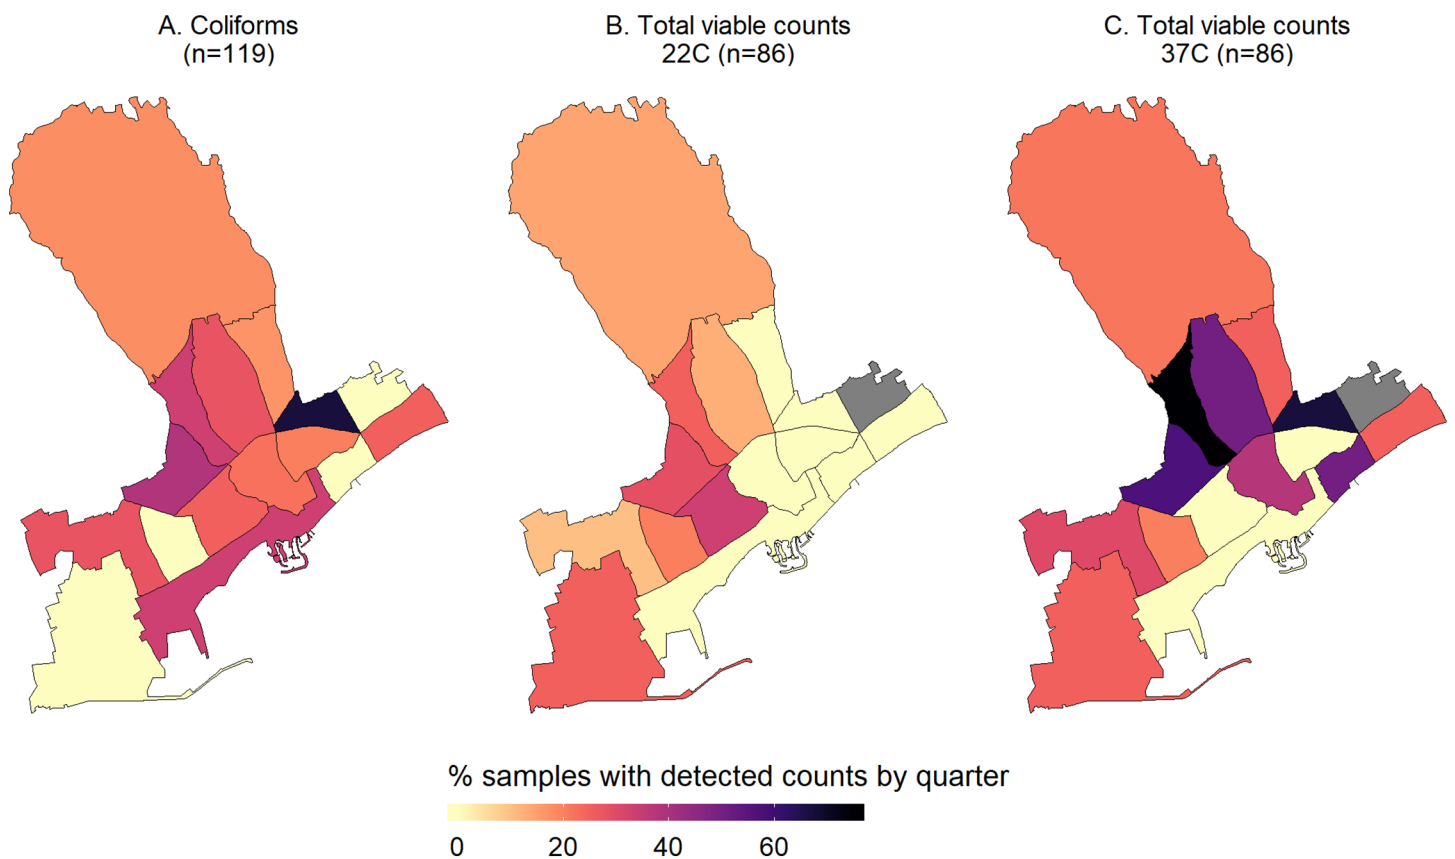 A. Coliforms
(n=119)
B. Total viable counts
22C (n=86)
C. Total viable counts
37C (n=86)
% samples with detected counts by quarter
0 20 40 60